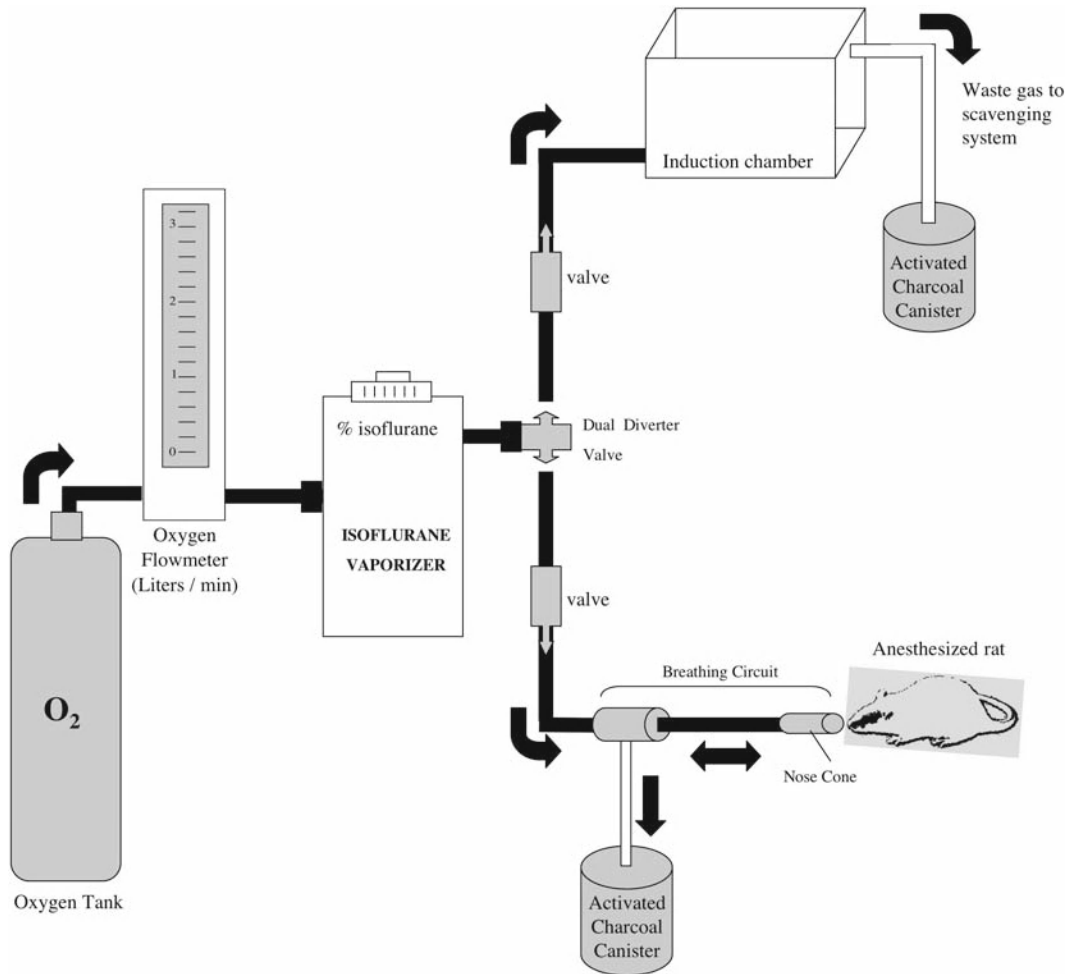 Waste gas to
scavenging
system
Induction chamber
Activated
Charcoal
Canister
valve
3
2
1
0
% isoflurane
Dual Diverter
Valve
ISOFLURANE
VAPORIZER
Oxygen
Flowmeter
(Liters / min)
valve
O₂
Anesthesized rat
Breathing Circuit
Nose Cone
Oxygen Tank
Activated
Charcoal
Canister